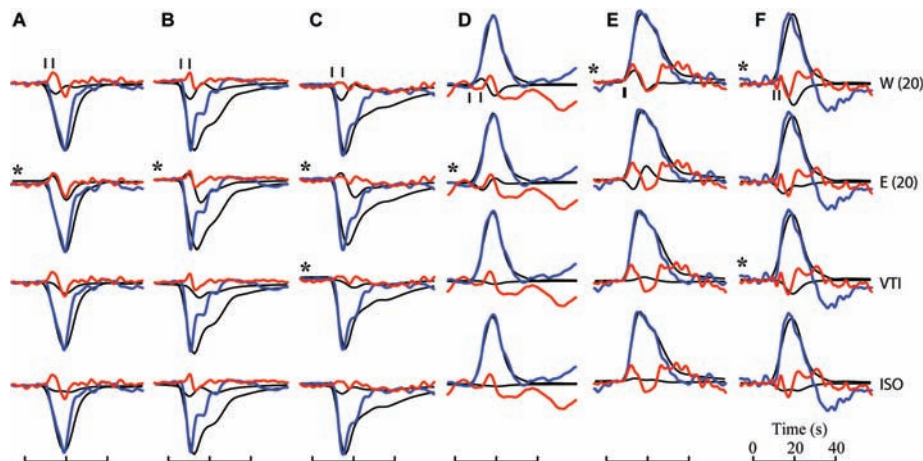 A B C D E F
* * W (20)
* * * * E (20)
* * VTI
ISO
Time (s)
0 20 40